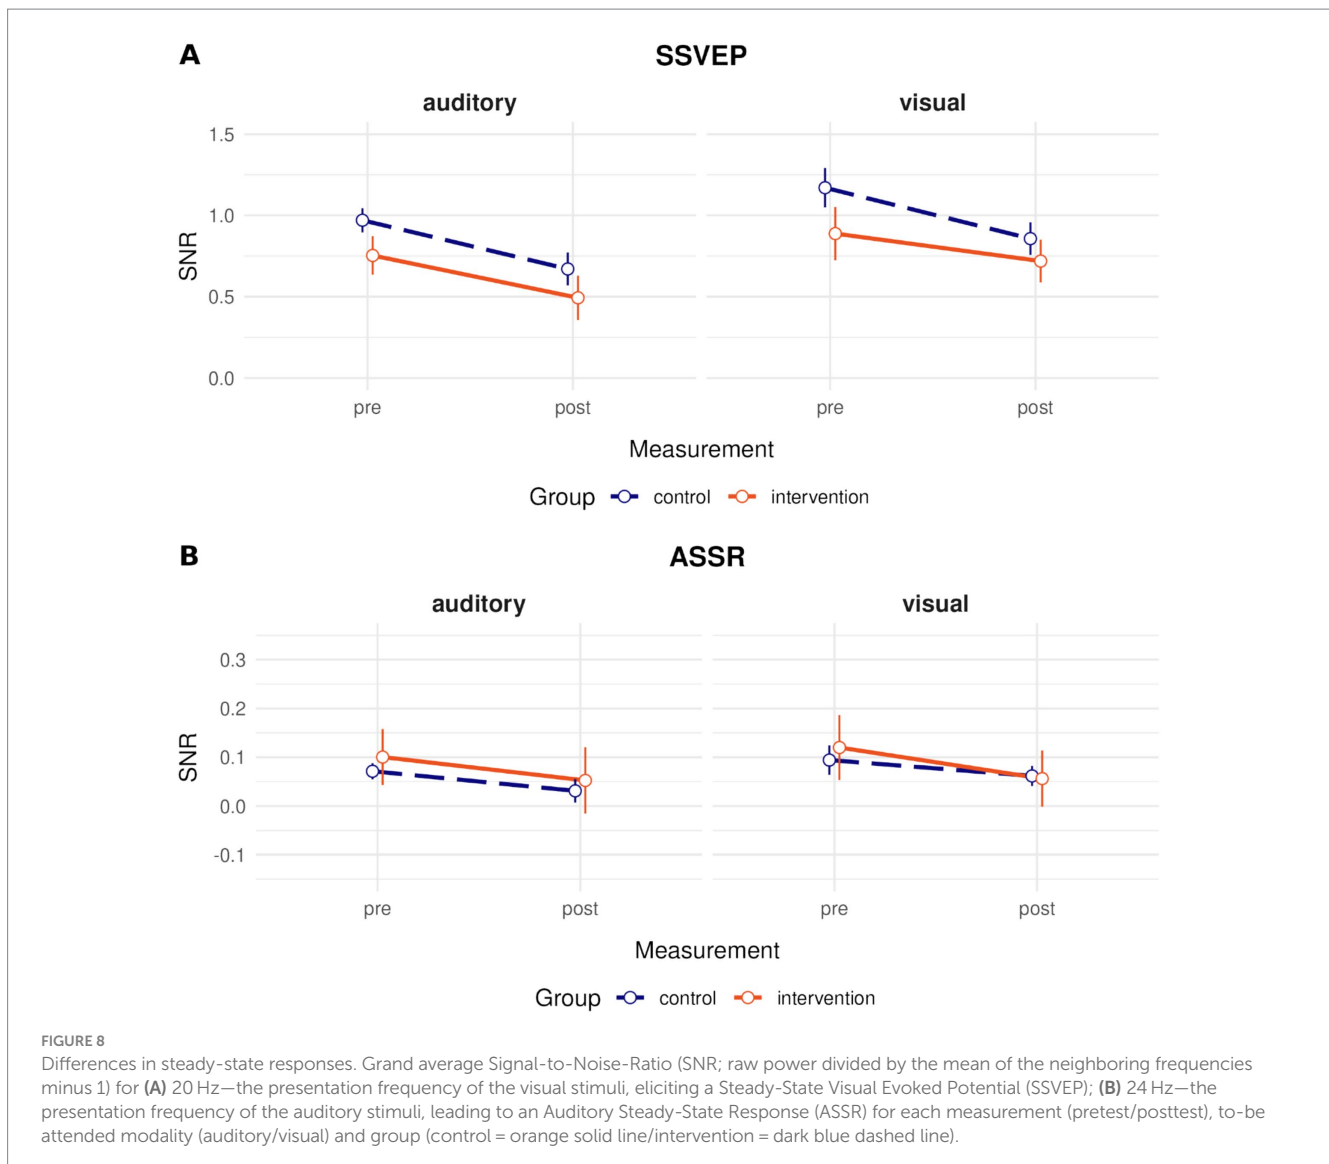 A
SSVEP
auditory
visual
SNR
1.5
1.0
0.5
0.0
pre
post
pre
post
Measurement
Group
control
intervention
B
ASSR
auditory
visual
SNR
0.3
0.2
0.1
0.0
-0.1
pre
post
pre
post
Measurement
Group
control
intervention
FIGURE 8
Differences in steady-state responses. Grand average Signal-to-Noise-Ratio (SNR; raw power divided by the mean of the neighboring frequencies
minus 1) for (A) 20 Hz—the presentation frequency of the visual stimuli, eliciting a Steady-State Visual Evoked Potential (SSVEP); (B) 24 Hz—the
presentation frequency of the auditory stimuli, leading to an Auditory Steady-State Response (ASSR) for each measurement (pretest/posttest), to-be
attended modality (auditory/visual) and group (control = orange solid line/intervention = dark blue dashed line).